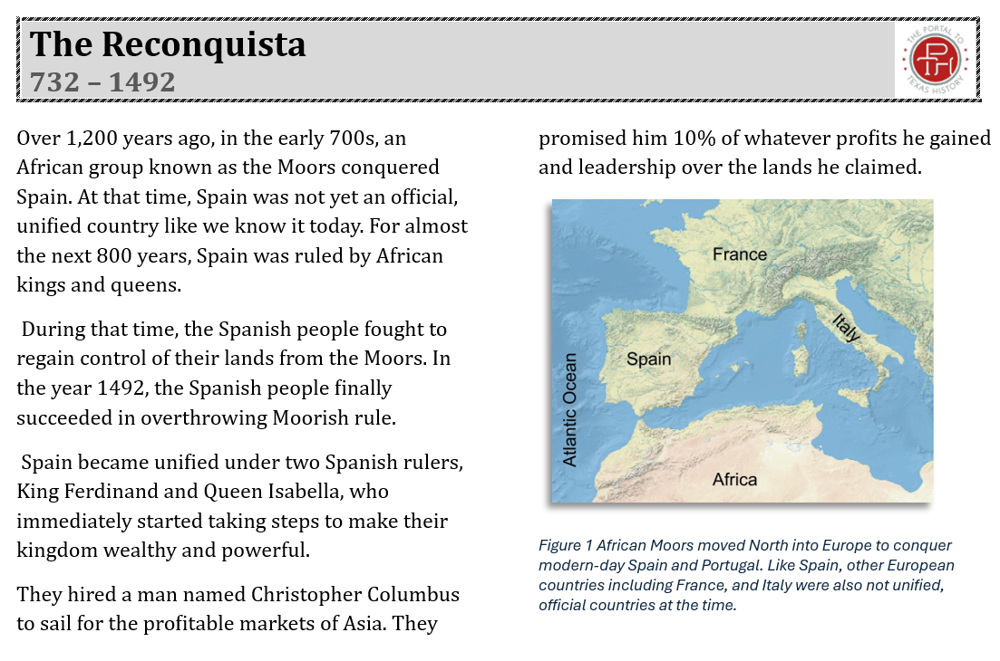 The Reconquista
732 – 1492
THE PORTAL TO
PTH
TEXAS HISTORY
Over 1,200 years ago, in the early 700s, an
African group known as the Moors conquered
Spain. At that time, Spain was not yet an official,
unified country like we know it today. For almost
the next 800 years, Spain was ruled by African
kings and queens.
During that time, the Spanish people fought to
regain control of their lands from the Moors. In
the year 1492, the Spanish people finally
succeeded in overthrowing Moorish rule.
Spain became unified under two Spanish rulers,
King Ferdinand and Queen Isabella, who
immediately started taking steps to make their
kingdom wealthy and powerful.
They hired a man named Christopher Columbus
to sail for the profitable markets of Asia. They
promised him 10% of whatever profits he gained
and leadership over the lands he claimed.
France
Italy
Spain
Atlantic Ocean
Africa
Figure 1 African Moors moved North into Europe to conquer
modern-day Spain and Portugal. Like Spain, other European
countries including France, and Italy were also not unified,
official countries at the time.